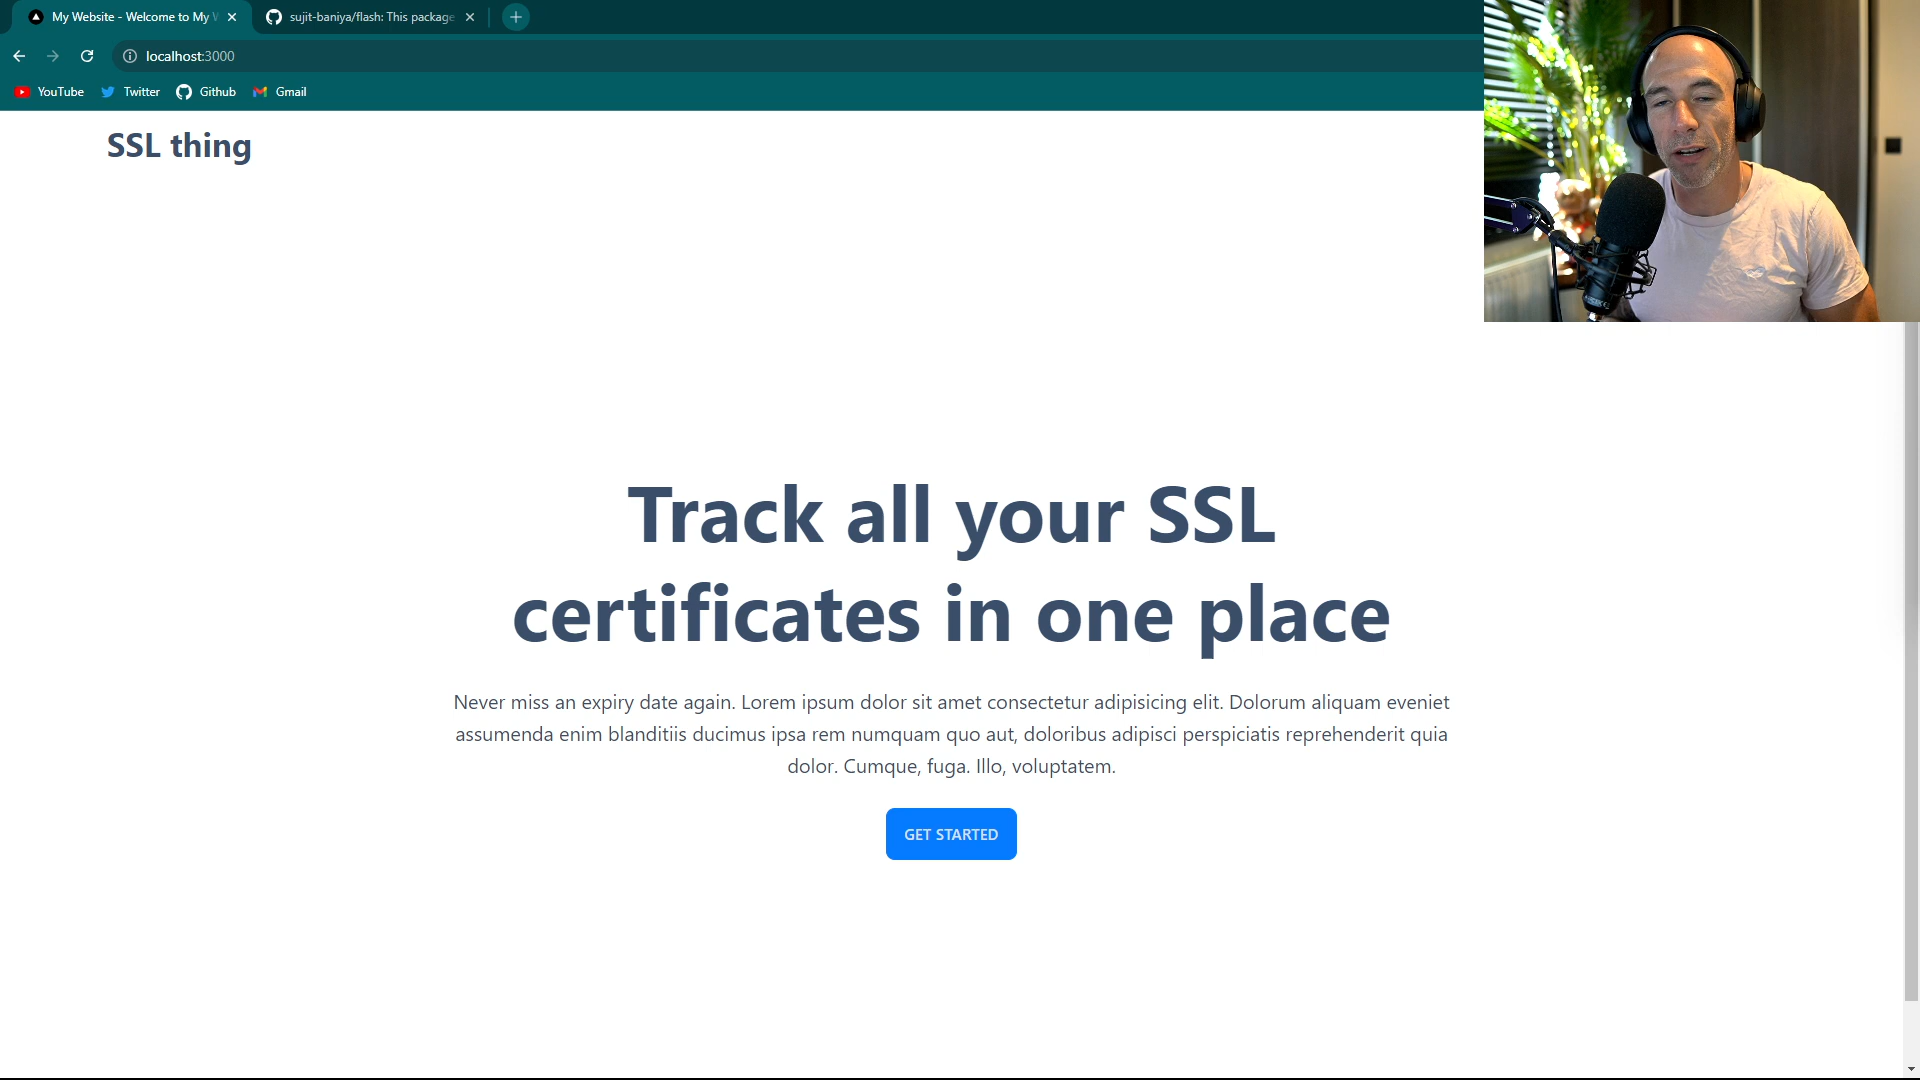 My Website - Welcome to My W
sujit-baniya/flash: This package
localhost:3000
YouTube Twitter Github Gmail
SSL thing
Track all your SSL
certificates in one place
Never miss an expiry date again. Lorem ipsum dolor sit amet consectetur adipisicing elit. Dolorum aliquam eveniet
assumenda enim blanditiis ducimus ipsa rem numquam quo aut, doloribus adipisci perspiciatis reprehenderit quia
dolor. Cumque, fuga. Illo, voluptatem.
GET STARTED